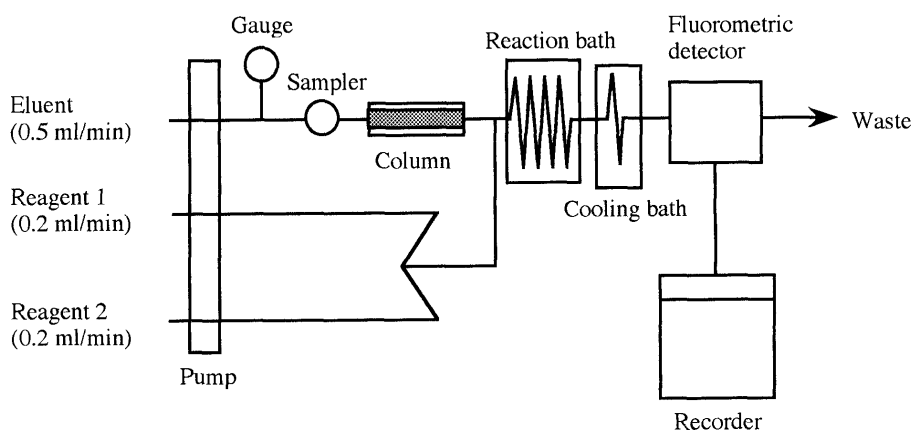 Gauge
Sampler
Reaction bath
Fluorometric
detector
Eluent
(0.5 ml/min)
Waste
Column
Cooling bath
Reagent 1
(0.2 ml/min)
Reagent 2
(0.2 ml/min)
Pump
Recorder